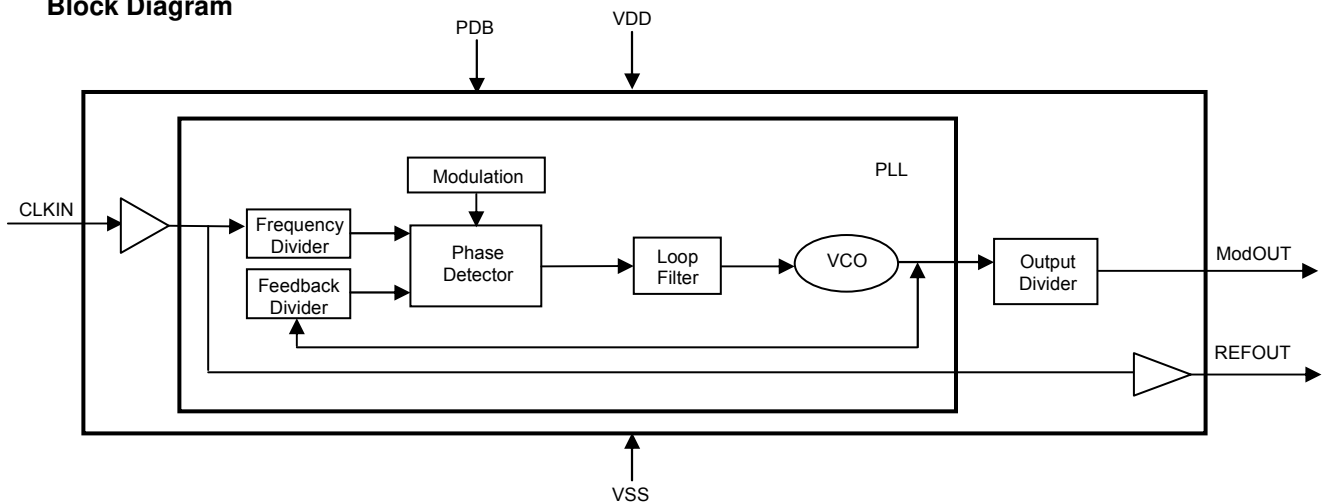 Block Diagram
PDB
VDD
CLKIN
PLL
Modulation
Frequency
Divider
Phase
Detector
Feedback
Divider
Loop
Filter
VCO
Output
Divider
ModOUT
REFOUT
VSS